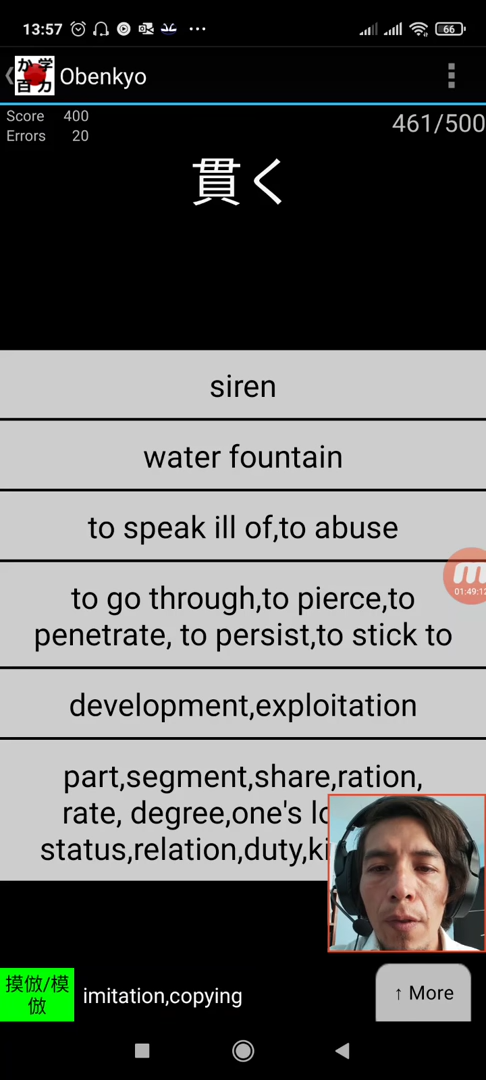 13:57 ... 66
Obenkyo
Score 400
Errors 20
461/500
貫く
siren
water fountain
to speak ill of,to abuse
to go through,to pierce,to
penetrate, to persist,to stick to
01:49:12
development,exploitation
part,segment,share,ration,
rate, degree,one's
status,relation,duty,
摸倣/模
倣
imitation,copying
↑ More